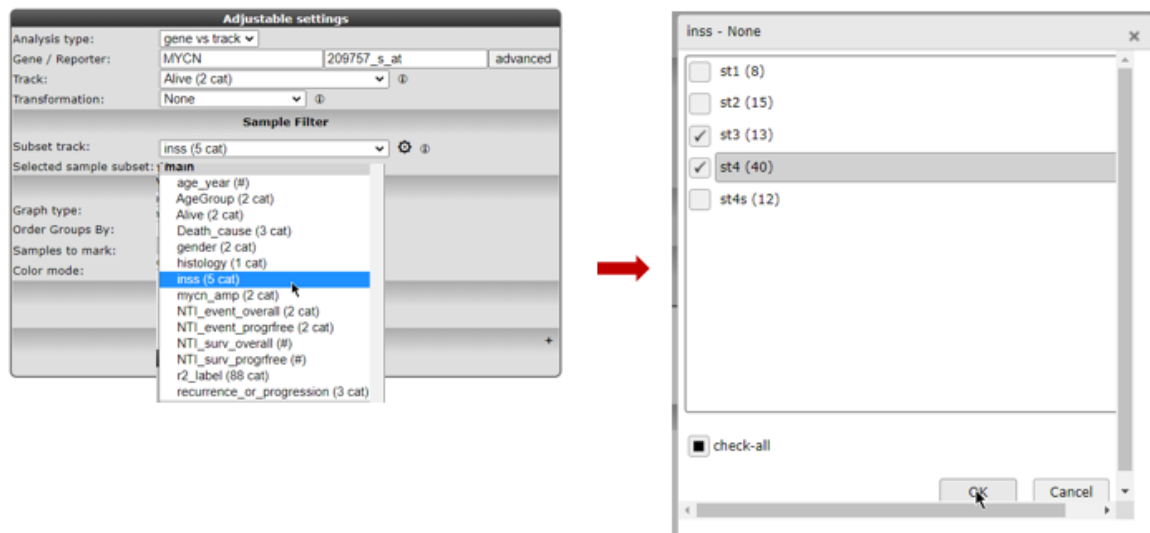 Adjustable settings
Analysis type: gene vs track
Gene / Reporter: MYCN 209757_s_at advanced
Track: Alive (2 cat)
Transformation: None
Sample Filter
Subset track: inss (5 cat)
Selected sample subset:
main
age_year (#)
AgeGroup (2 cat)
Alive (2 cat)
Graph type:
Death_cause (3 cat)
Order Groups By:
gender (2 cat)
Samples to mark:
histology (1 cat)
Color mode:
inss (5 cat)
mycn_amp (2 cat)
NTI_event_overall (2 cat)
NTI_event_progrfree (2 cat)
NTI_surv_overall (#)
NTI_surv_progrfree (#)
r2_label (88 cat)
recurrence_or_progression (3 cat)
+
inss - None
st1 (8)
st2 (15)
st3 (13)
st4 (40)
st4s (12)
check-all
OK Cancel